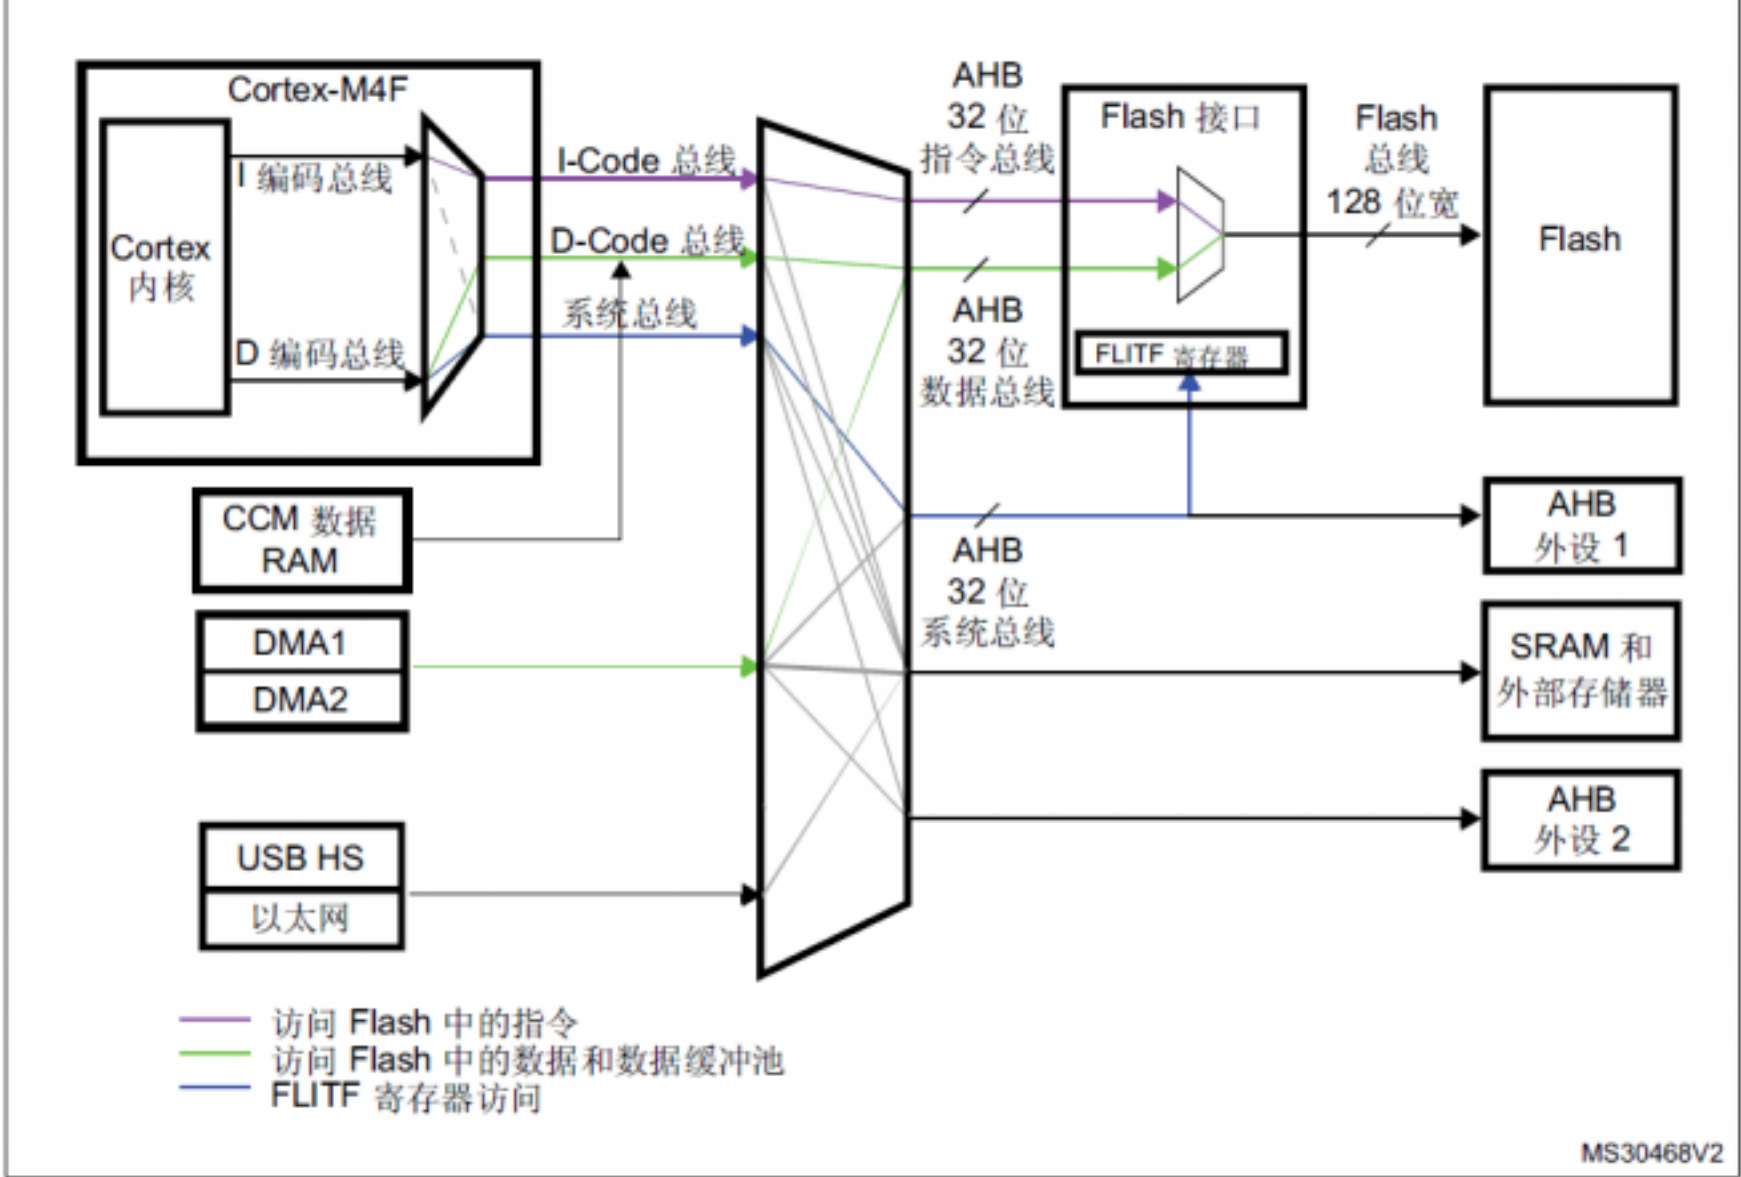 Cortex-M4F
Cortex
内核
I 编码总线
D 编码总线
I-Code 总线
D-Code 总线
系统总线
AHB
32 位
指令总线
AHB
32 位
数据总线
Flash 接口
FLITF 寄存器
Flash
总线
128 位宽
Flash
CCM 数据
RAM
DMA1
DMA2
USB HS
以太网
AHB
32 位
系统总线
AHB
外设 1
SRAM 和
外部存储器
AHB
外设 2
访问 Flash 中的指令
访问 Flash 中的数据和数据缓冲池
FLITF 寄存器访问
MS30468V2